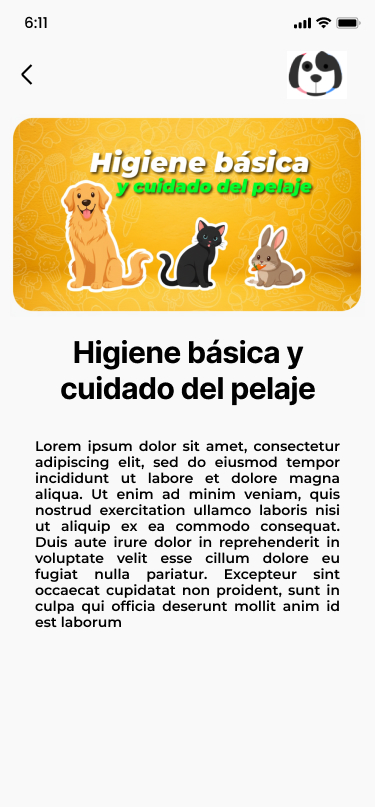 6:11
Higiene básica
y cuidado del pelaje
Higiene básica y
cuidado del pelaje
Lorem ipsum dolor sit amet, consectetur
adipiscing elit, sed do eiusmod tempor
incididunt ut labore et dolore magna
aliqua. Ut enim ad minim veniam, quis
nostrud exercitation ullamco laboris nisi
ut aliquip ex ea commodo consequat.
Duis aute irure dolor in reprehenderit in
voluptate velit esse cillum dolore eu
fugiat nulla pariatur. Excepteur sint
occaecat cupidatat non proident, sunt in
culpa qui officia deserunt mollit anim id
est laborum